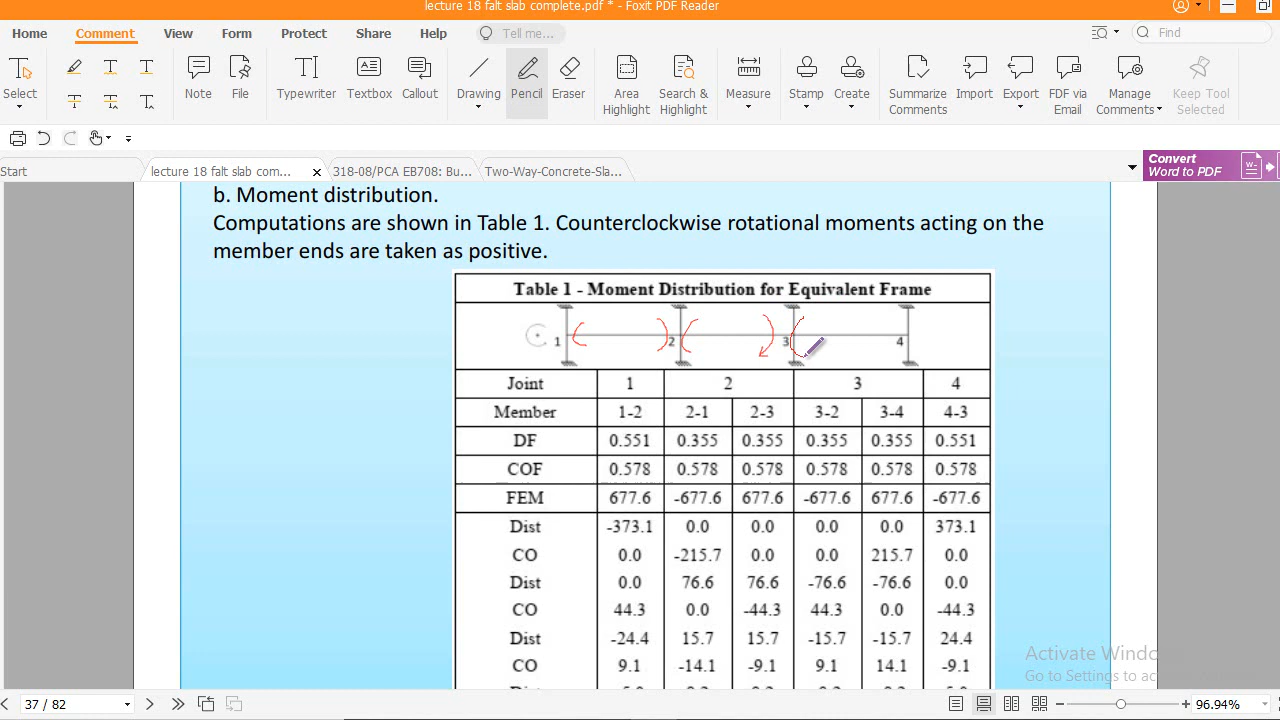 lecture 18 falt slab complete.pdf * - Foxit PDF Reader
Home Comment View Form Protect Share Help Tell me... Find
Select Note File Typewriter Textbox Callout Drawing Pencil Eraser Area Highlight Search & Highlight Measure Stamp Create Summarize Comments Import Export FDF via Email Manage Comments Keep Tool Selected
Start lecture 18 falt slab com... × 318-08/PCA EB708: Bu... Two-Way-Concrete-Sla... Convert Word to PDF
b. Moment distribution.
Computations are shown in Table 1. Counterclockwise rotational moments acting on the
member ends are taken as positive.
Table 1 - Moment Distribution for Equivalent Frame
1 2 3 4
Joint 1 2 3 4
Member 1-2 2-1 2-3 3-2 3-4 4-3
DF 0.551 0.355 0.355 0.355 0.355 0.551
COF 0.578 0.578 0.578 0.578 0.578 0.578
FEM 677.6 -677.6 677.6 -677.6 677.6 -677.6
Dist -373.1 0.0 0.0 0.0 0.0 373.1
CO 0.0 -215.7 0.0 0.0 215.7 0.0
Dist 0.0 76.6 76.6 -76.6 -76.6 0.0
CO 44.3 0.0 -44.3 44.3 0.0 -44.3
Dist -24.4 15.7 15.7 -15.7 -15.7 24.4
CO 9.1 -14.1 -9.1 9.1 14.1 -9.1
Activate Windo
Go to Settings to ac
37 / 82 96.94%